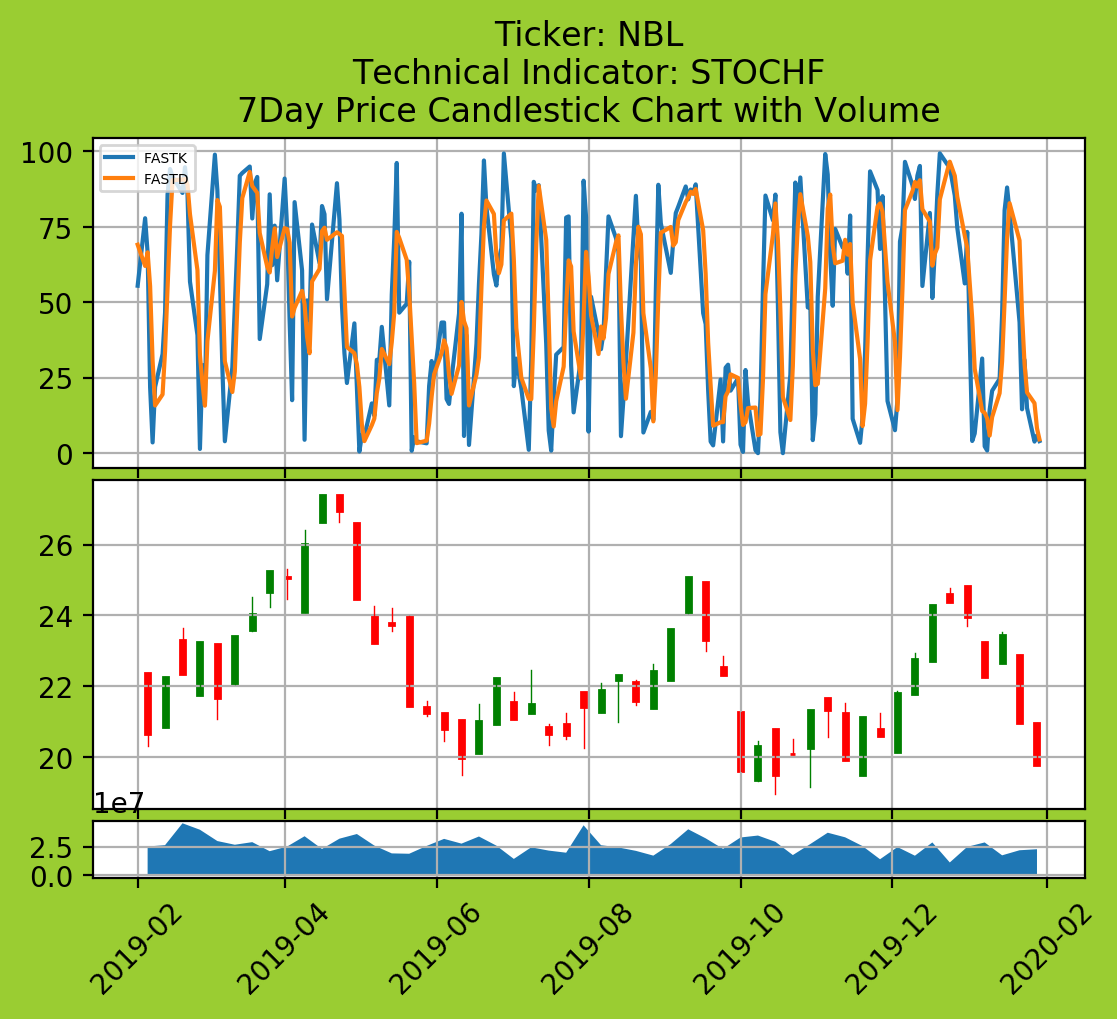 Ticker: NBL
Technical Indicator: STOCHF
7Day Price Candlestick Chart with Volume
FASTK
FASTD
100
75
50
25
0
26
24
22
20
1e7
2.5
0.0
2019-02 2019-04 2019-06 2019-08 2019-10 2019-12 2020-02